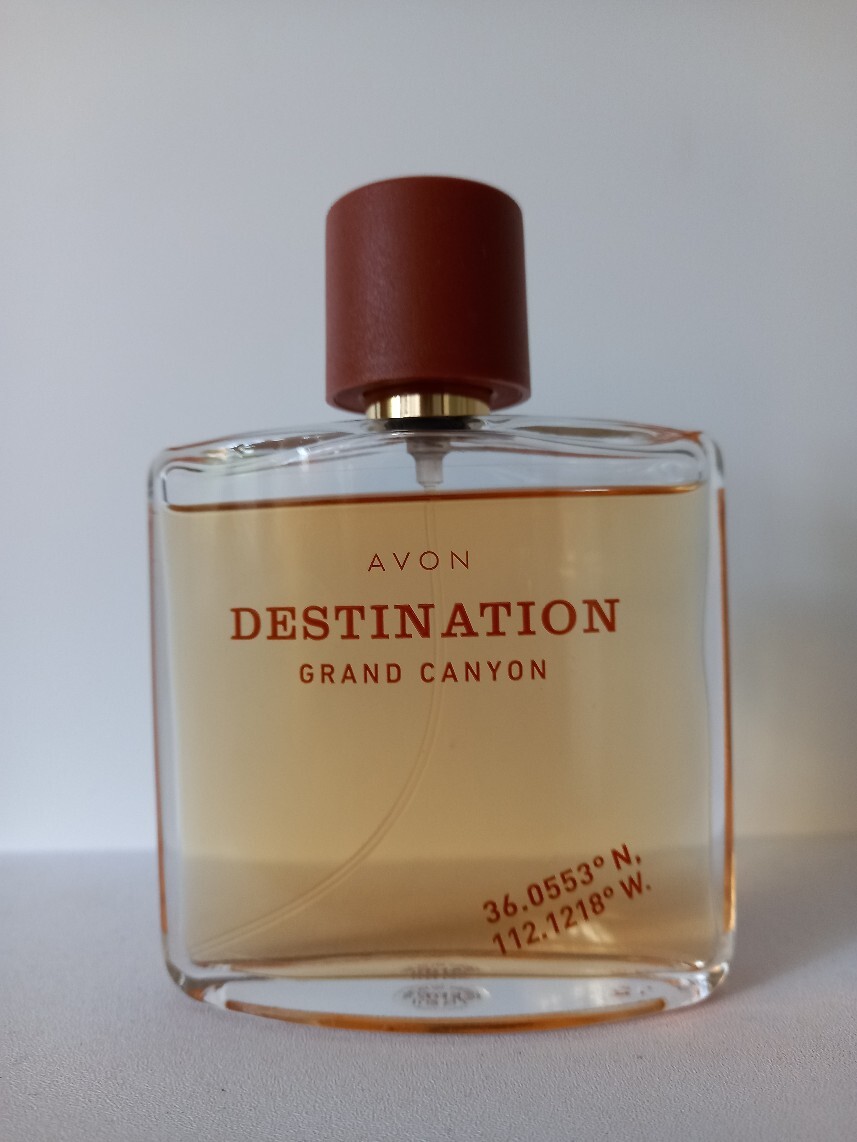 AVON
DESTINATION
GRAND CANYON
36.0553° N,
112.1218° W.